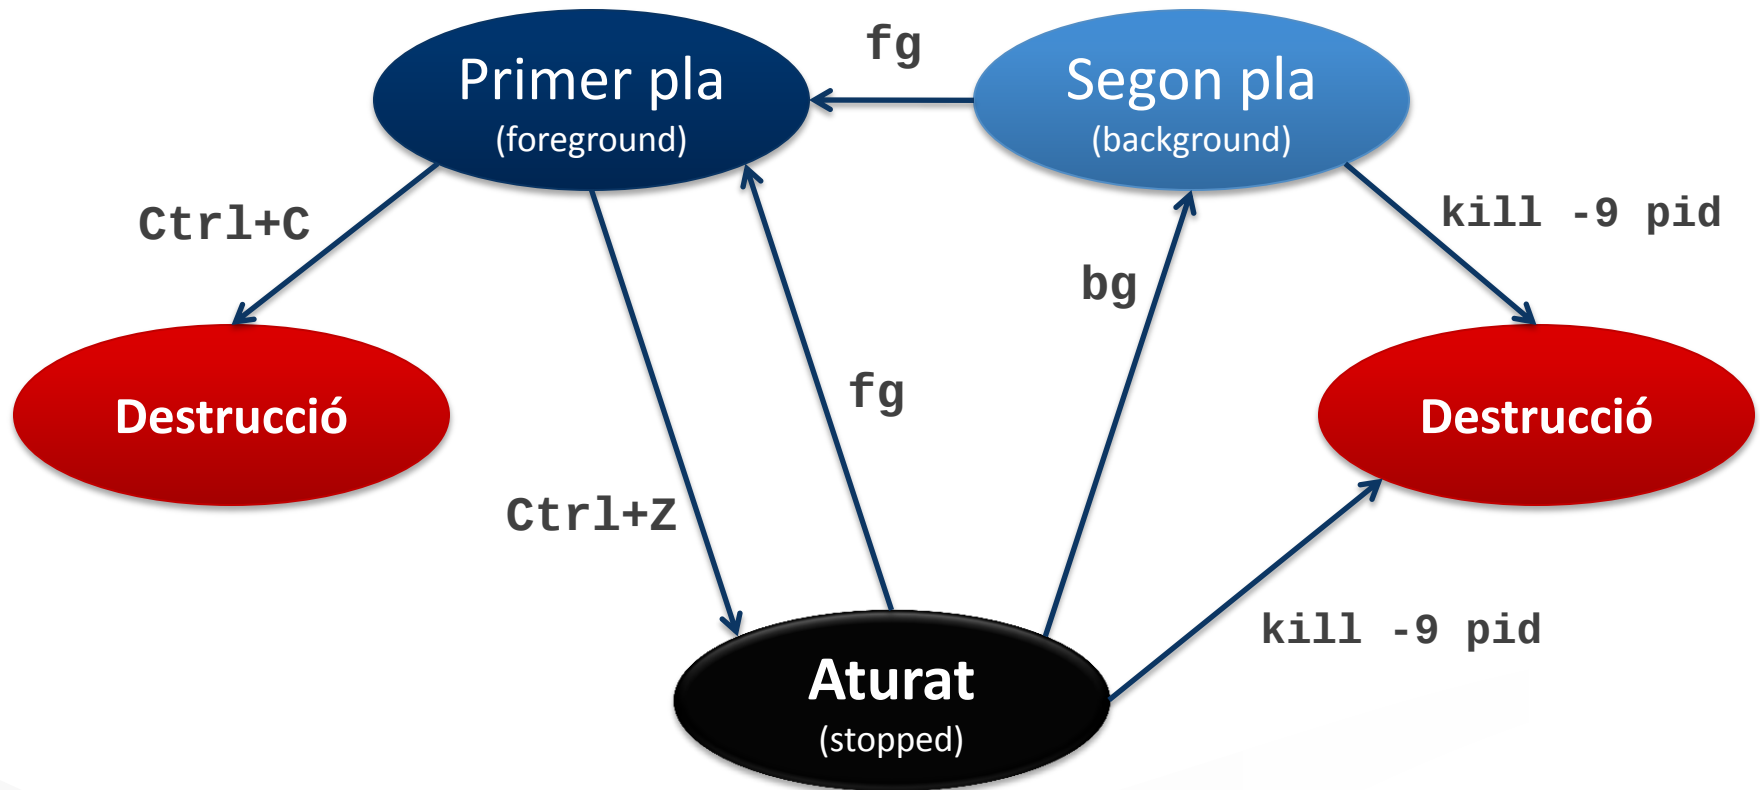 fg
Primer pla
(foreground)
Segon pla
(background)
Ctrl+C
kill -9 pid
bg
fg
Destrucció
Destrucció
Ctrl+Z
kill -9 pid
Aturat
(stopped)